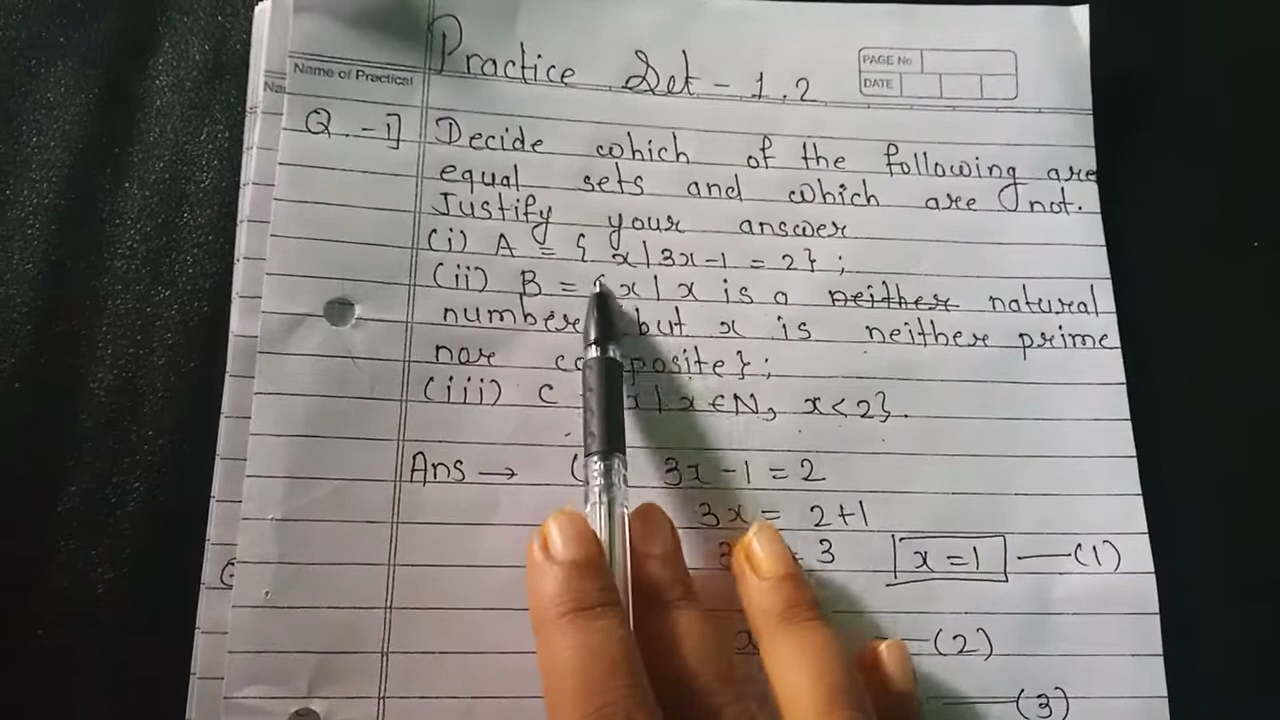 Practice Set - 1.2
PAGE No
DATE
Name of Practical
Na
Q.-1] Decide which of the following are
equal sets and which are not.
Justify your answer
(i) A = { x | 3x-1 = 2} ;
(ii) B = { x | x is a neither natural
number but x is neither prime
nor composite} ;
(iii) C x | x ∈ N, x < 2}.
Ans → ( 3x - 1 = 2
3x = 2+1
3 = 3 x = 1 —(1)
x —(2)
—(3)